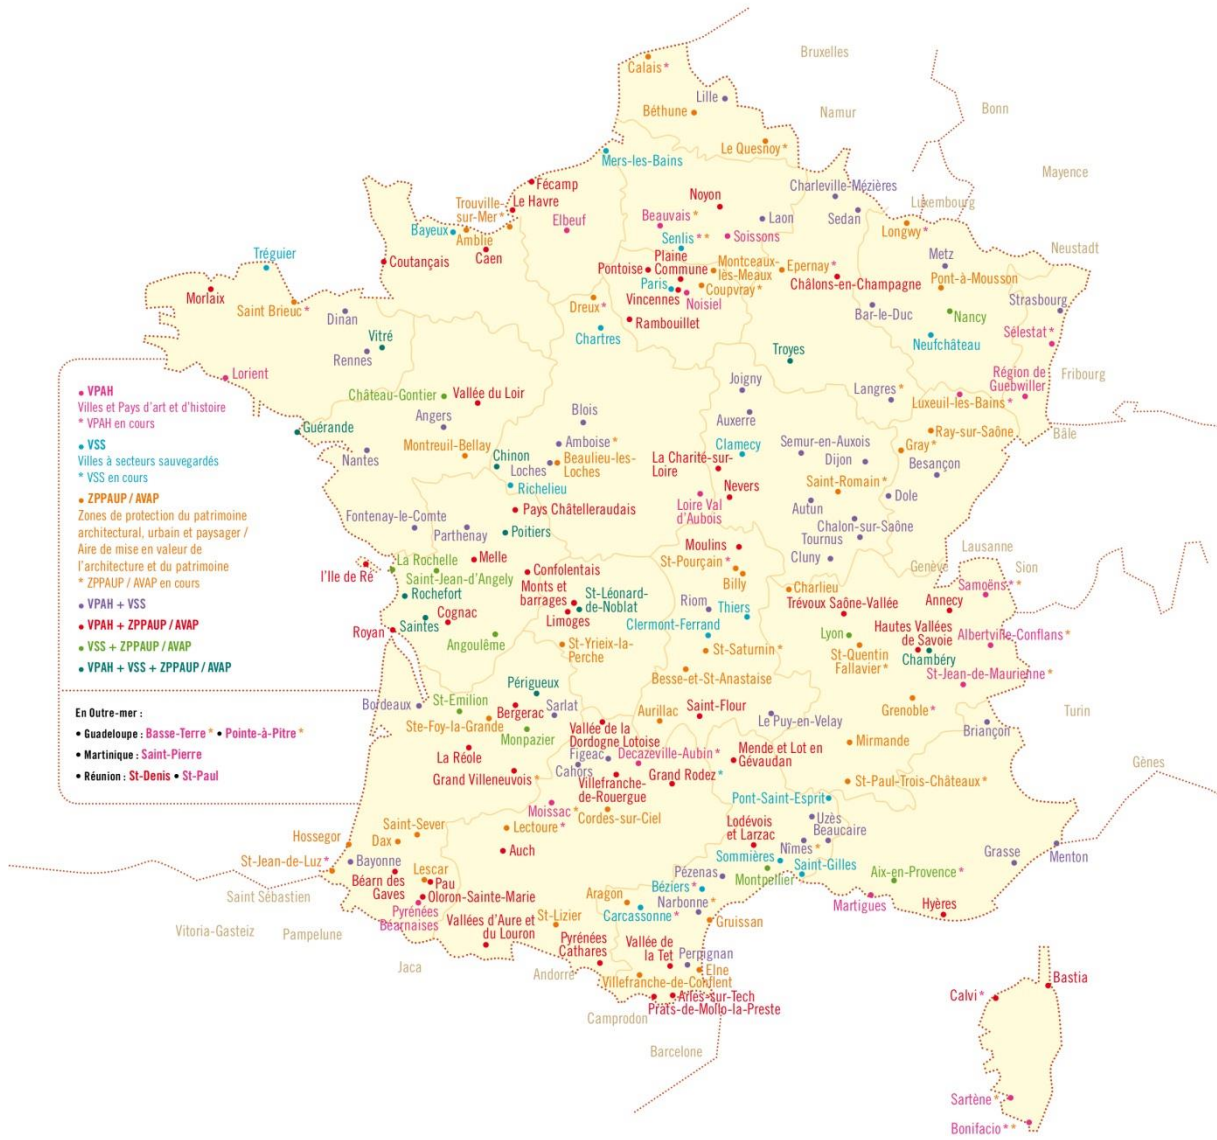 Bruxelles
Calais *
Lille
Béthune
Namur
Bonn
Le Quesnoy *
Mers-les-Bains
Mayence
Charleville-Mézières
Fécamp
Le Havre
Noyon
Trouville-
sur-Mer *
Elbeuf
Beauvais *
Laon
Sedan
Luxembourg
Longwy *
Bayeux
Amblie
Senlis * *
Soissons
Caen
Plaine
Commune
Montceaux-
lès-Meaux
Epernay *
Metz
Neustadt
Tréguier
Coutançais
Pontoise
Châlons-en-Champagne
Pont-à-Mousson
Paris
Coupvray *
Morlaix
Saint Brieuc *
Dinan
Dreux *
Vincennes
Noisiel
Strasbourg
Bar-le-Duc
Nancy
Rambouillet
Sélestat *
Vitré
Rennes
Chartres
Neufchâteau
Troyes
Lorient
Région de
Guebwiller
Fribourg
Joigny
Langres *
Luxeuil-les-Bains *
Château-Gontier
Vallée du Loir
Blois
Auxerre
Guérande
Angers
Ray-sur-Saône
Bâle
Nantes
Montreuil-Bellay
Amboise *
Clamecy
Semur-en-Auxois
Gray *
Chinon
Loches
Beaulieu-les-
Loches
La Charité-sur-
Loire
Dijon
Besançon
Richelieu
Nevers
Saint-Romain *
Dole
Loire Val
d'Aubois
Autun
Pays Châtelleraudais
Fontenay-le-Comte
Parthenay
Poitiers
Chalon-sur-Saône
Tournus
Moulins
Cluny
Lausanne
La Rochelle
Melle
l'Ile de Ré
Saint-Jean-d'Angely
Confolentais
St-Pourçain *
Billy
Genève
Sion
Samoëns * *
Rochefort
Monts et
barrages
St-Léonard-
de-Noblat
Charlieu
Riom
Thiers
Trévoux Saône-Vallée
Annecy
Saintes
Cognac
Limoges
Royan
Clermont-Ferrand
Lyon
Hautes Vallées
de Savoie
Albertville-Conflans *
Angoulême
St-Yrieix-la-
Perche
St-Saturnin *
St-Quentin
Fallavier *
Chambéry
Besse-et-St-Anastaise
St-Jean-de-Maurienne *
Périgueux
Bordeaux
St-Emilion
Bergerac
Sarlat
Aurillac
Saint-Flour
Grenoble *
Turin
Ste-Foy-la-Grande
Le Puy-en-Velay
Briançon
Monpazier
Vallée de la
Dordogne Lotoise
Mirmande
La Réole
Figeac
Decazeville-Aubin *
Mende et Lot en
Gévaudan
Gênes
Cahors
Grand Villeneuvois *
Villefranche-
de-Rouergue
Grand Rodez *
St-Paul-Trois-Châteaux *
Moissac *
Pont-Saint-Esprit
Cordes-sur-Ciel
Saint-Sever
Lectoure *
Uzès
Beaucaire
Hossegor
Dax
Lodévois
et Larzac
Nîmes *
St-Jean-de-Luz *
Bayonne
Auch
Sommières
Saint-Gilles
Grasse
Menton
Lescar
Pézenas
Montpellier
Aix-en-Provence *
Béarn des
Gaves
Pau
Béziers *
Saint Sébastien
Oloron-Sainte-Marie
Aragon
Narbonne *
Martigues
Hyères
Pyrénées
Béarnaises
St-Lizier
Carcassonne *
Gruissan
Vitoria-Gasteiz
Pampelune
Vallées d'Aure et
du Louron
Pyrénées
Cathares
Vallée de
la Tet
Perpignan
Jaca
Andorre
Elne
Villefranche-de-Conflent
Arles-sur-Tech
Prats-de-Mollo-la-Preste
Bastia
Calvi *
Camprodon
Barcelone
Sartène *
Bonifacio * *
• VPAH
Villes et Pays d'art et d'histoire
* VPAH en cours
• VSS
Villes à secteurs sauvegardés
* VSS en cours
• ZPPAUP / AVAP
Zones de protection du patrimoine
architectural, urbain et paysager /
Aire de mise en valeur de
l'architecture et du patrimoine
* ZPPAUP / AVAP en cours
• VPAH + VSS
• VPAH + ZPPAUP / AVAP
• VSS + ZPPAUP / AVAP
• VPAH + VSS + ZPPAUP / AVAP
En Outre-mer :
• Guadeloupe : Basse-Terre * • Pointe-à-Pitre *
• Martinique : Saint-Pierre
• Réunion : St-Denis • St-Paul